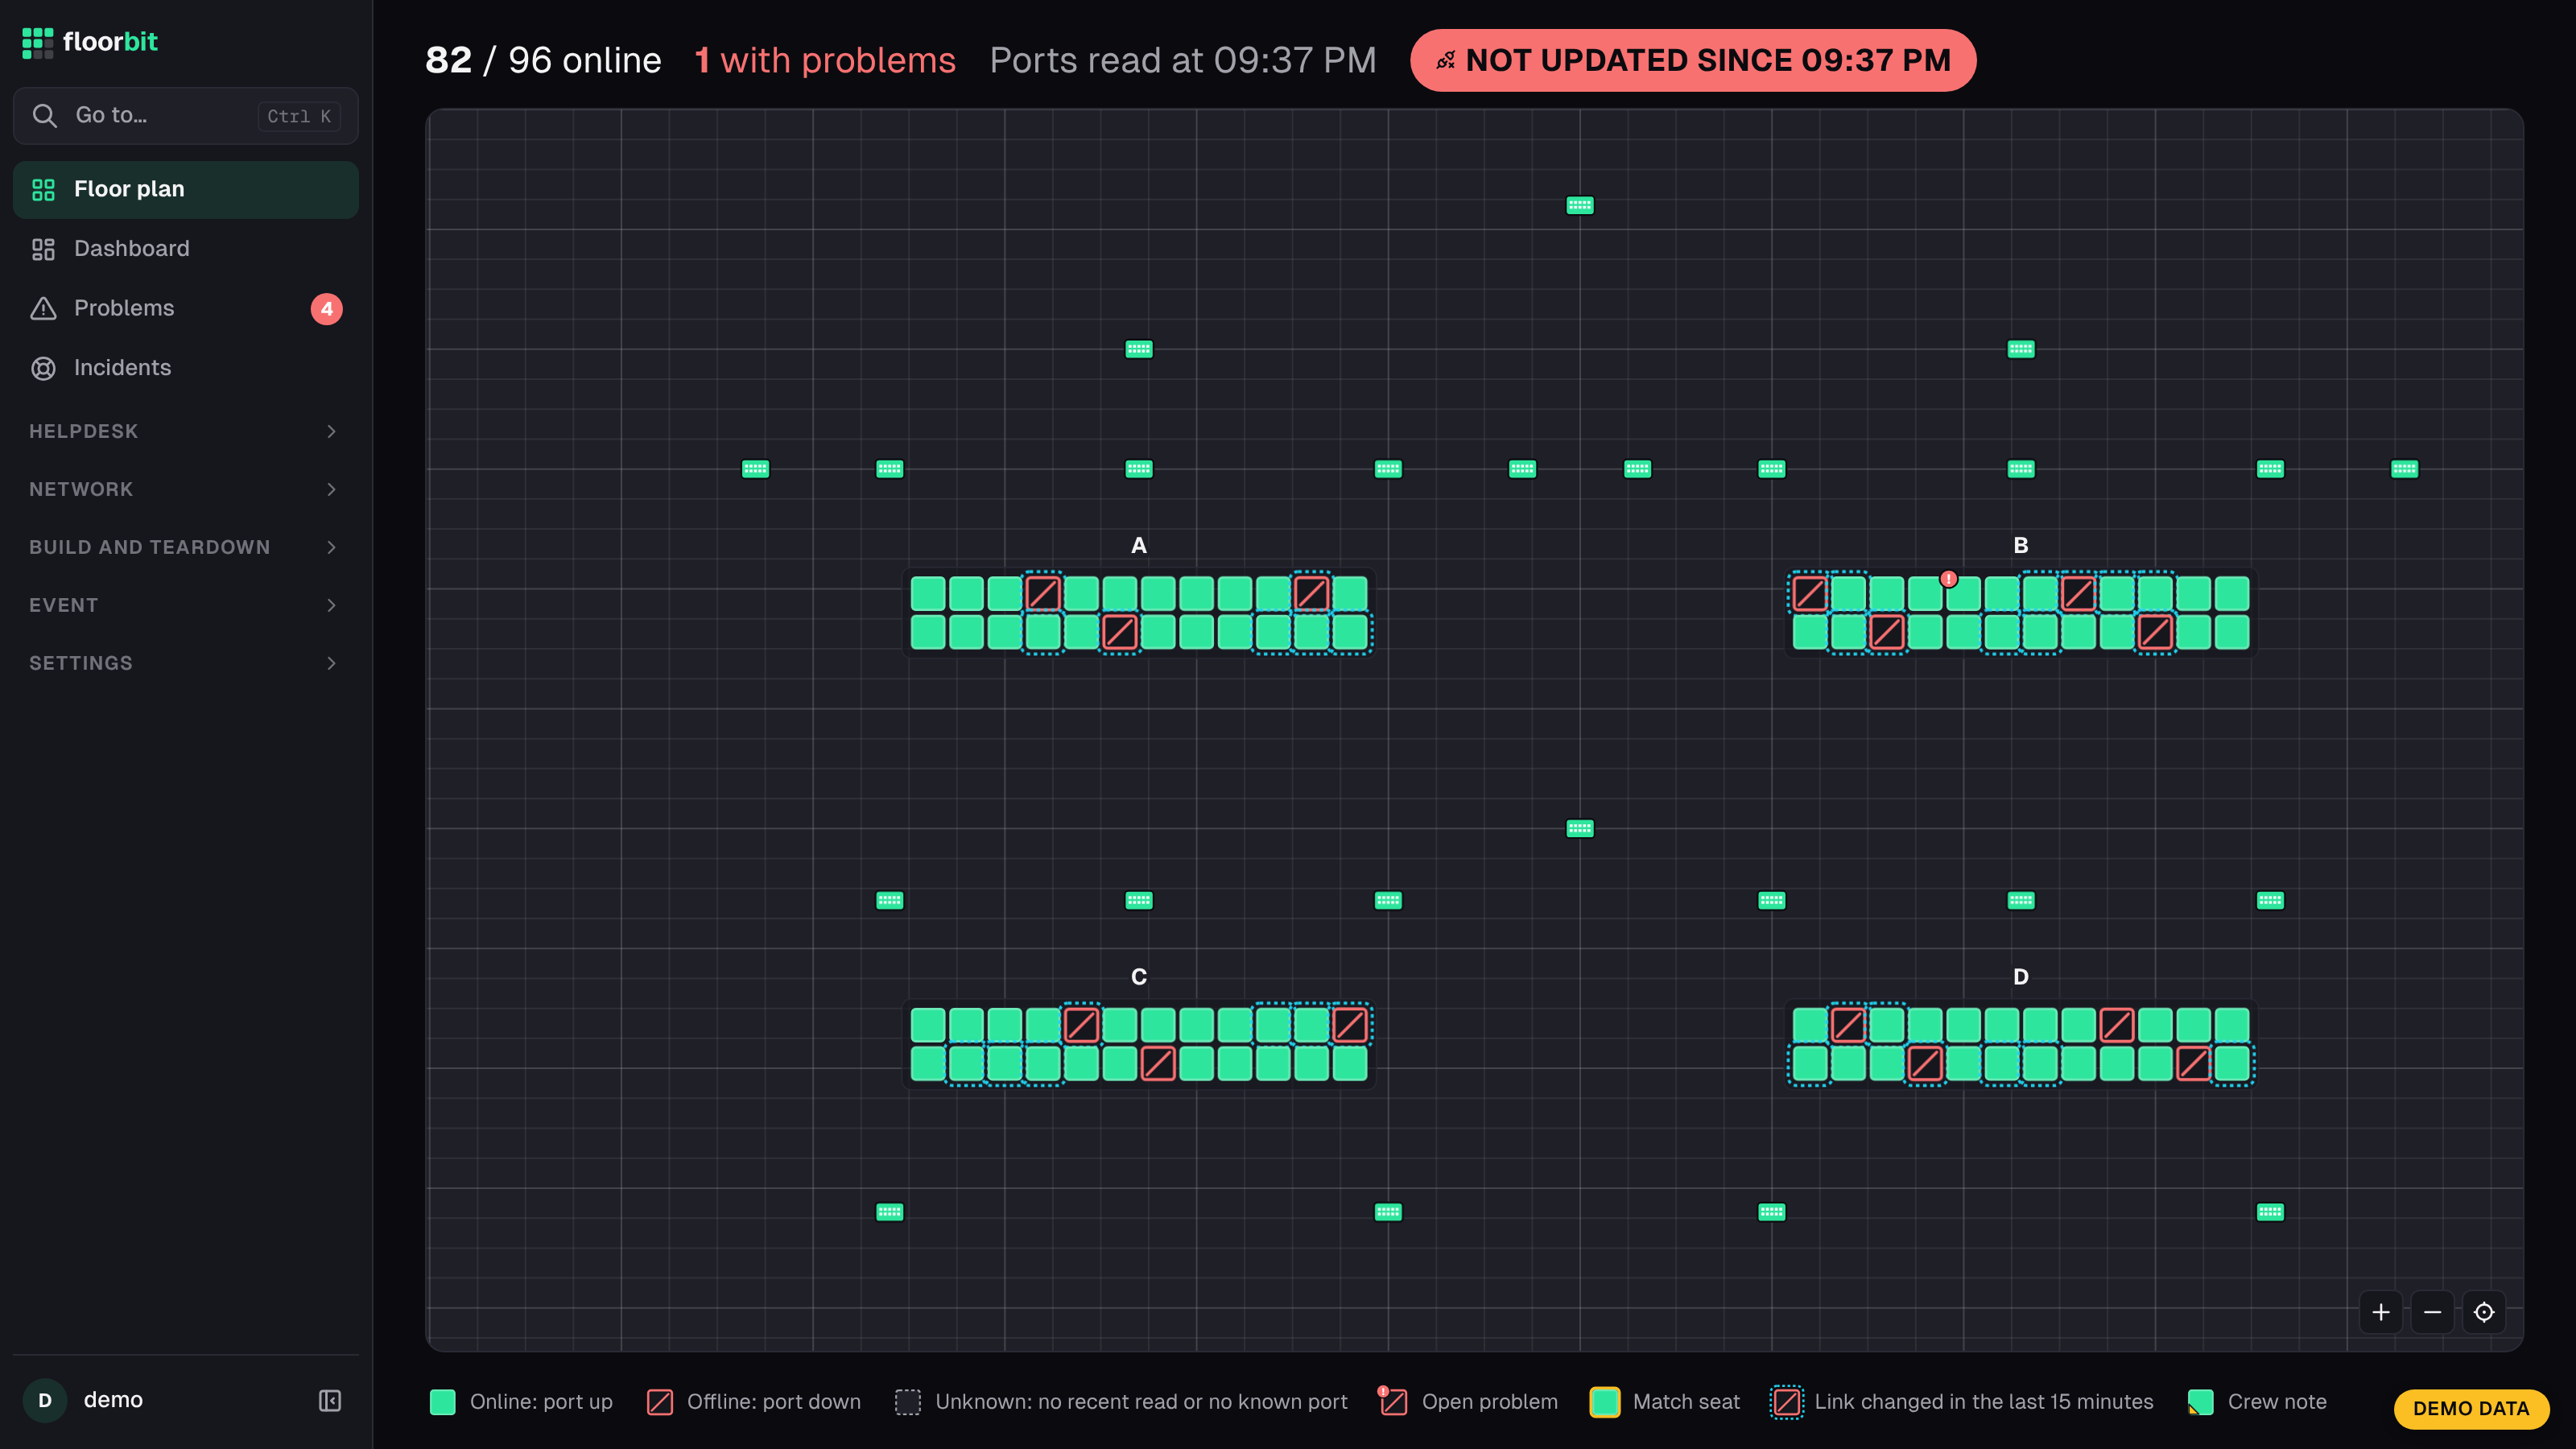 floorbit
82 / 96 online 1 with problems Ports read at 09:37 PM NOT UPDATED SINCE 09:37 PM
Go to... Ctrl K
Floor plan
Dashboard
Problems 4
Incidents
HELPDESK
NETWORK
BUILD AND TEARDOWN
EVENT
SETTINGS
A B
!
C D
D demo
Online: port up Offline: port down Unknown: no recent read or no known port ! Open problem Match seat Link changed in the last 15 minutes Crew note
DEMO DATA